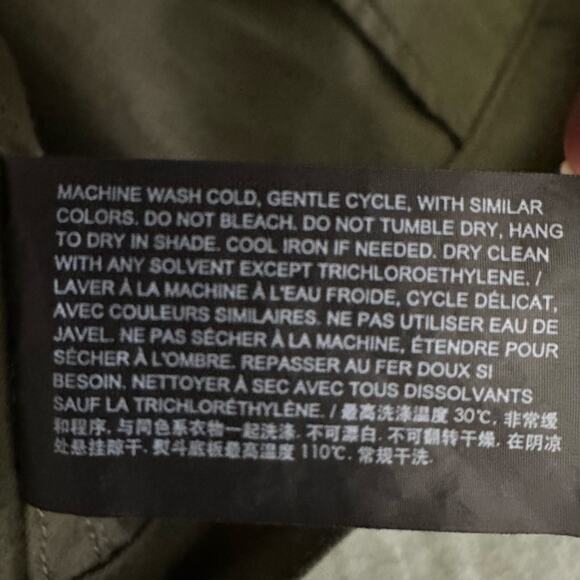 MACHINE WASH COLD, GENTLE CYCLE, WITH SIMILAR
COLORS. DO NOT BLEACH. DO NOT TUMBLE DRY, HANG
TO DRY IN SHADE. COOL IRON IF NEEDED. DRY CLEAN
WITH ANY SOLVENT EXCEPT TRICHLOROETHYLENE. /
LAVER À LA MACHINE À L'EAU FROIDE, CYCLE DÉLICAT,
AVEC COULEURS SIMILAIRES. NE PAS UTILISER EAU DE
JAVEL. NE PAS SÉCHER À LA MACHINE, ÉTENDRE POUR
SÉCHER À L'OMBRE. REPASSER AU FER DOUX SI
BESOIN. NETTOYER À SEC AVEC TOUS DISSOLVANTS
SAUF LA TRICHLORÉTHYLÈNE. / 最高洗涤温度 30℃, 非常缓
和程序. 与同色系衣物一起洗涤. 不可漂白. 不可翻转干燥. 在阴凉
处悬挂晾干. 熨斗底板最高温度 110℃. 常规干洗.